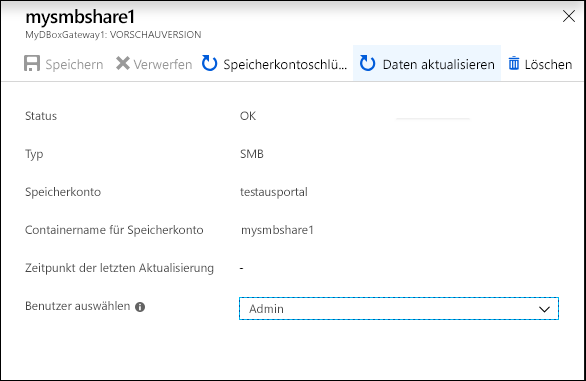 mysmbshare1
MyDBoxGateway1: VORSCHAUVERSION
Speichern Verwerfen Speicherkontoschlü... Daten aktualisieren Löschen
Status OK
Typ SMB
Speicherkonto testausportal
Containername für Speicherkonto mysmbshare1
Zeitpunkt der letzten Aktualisierung -
Benutzer auswählen Admin